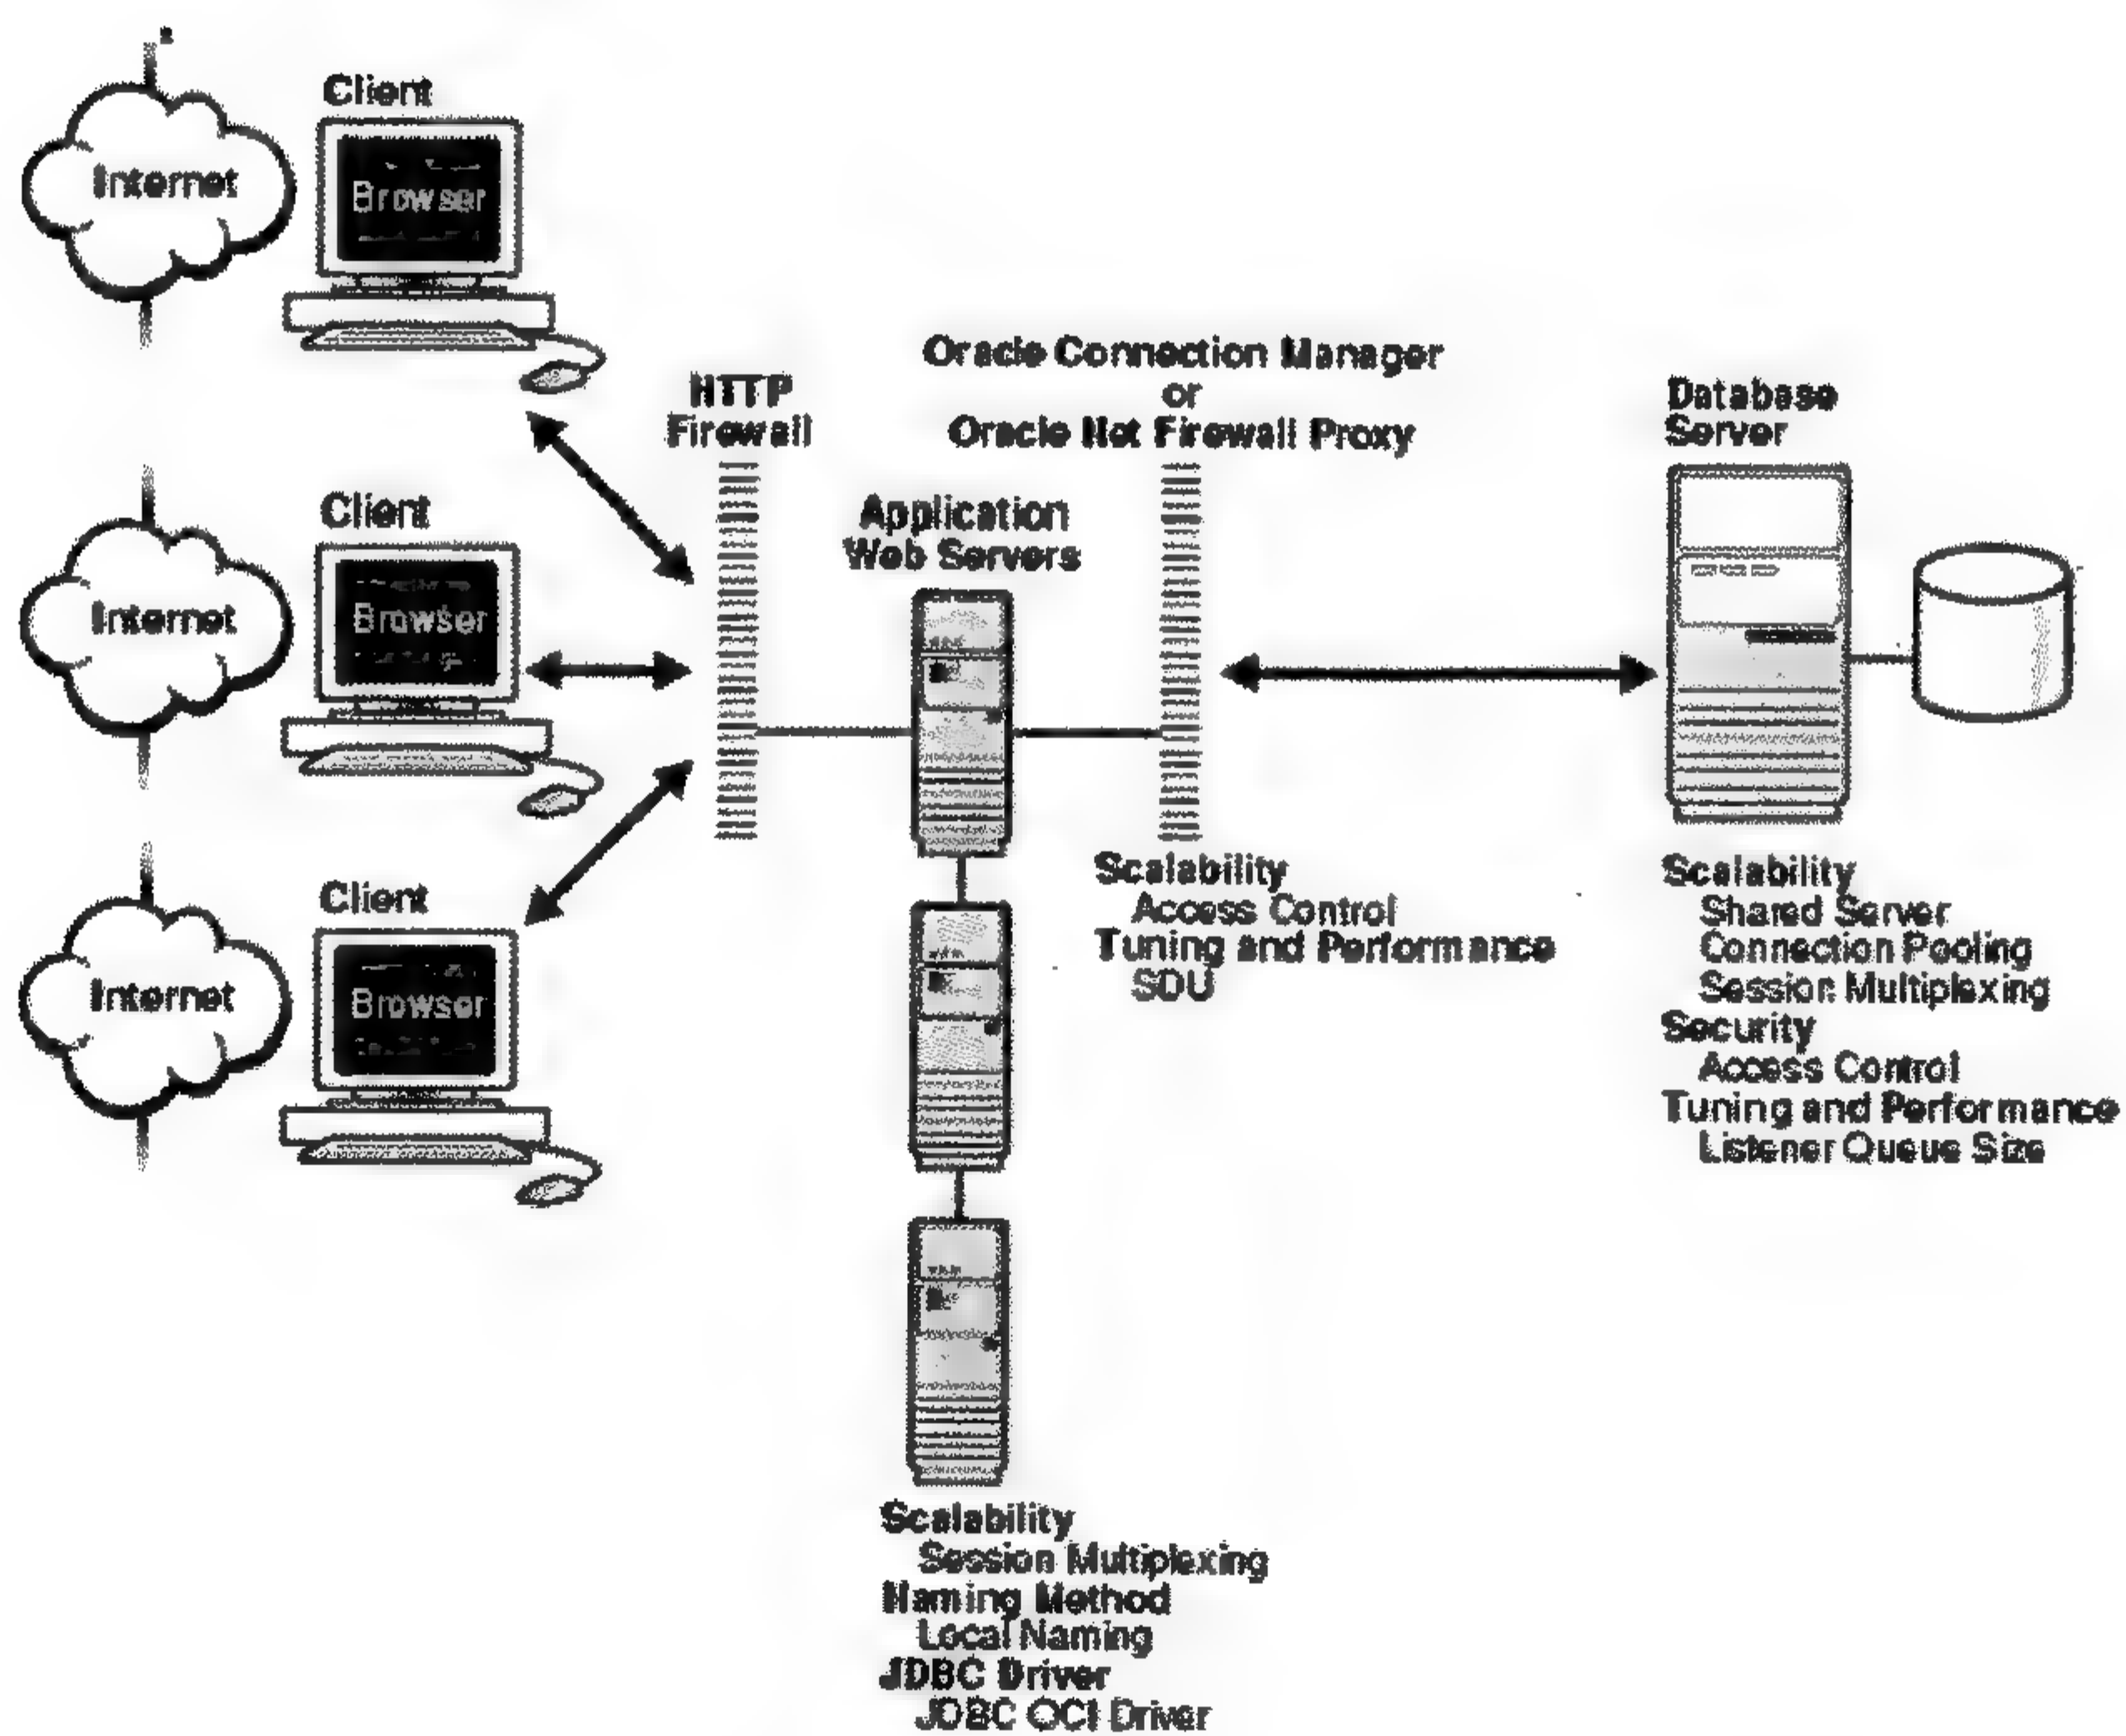 Client
Internet
Browser
Oracle Connection Manager
or
Oracle Net Firewall Proxy
HTTP
Firewall
Database
Server
Client
Internet
Browser
Application
Web Servers
Client
Internet
Browser
Scalability
Access Control
Tuning and Performance
SDU
Scalability
Shared Server
Connection Pooling
Session Multiplexing
Security
Access Control
Tuning and Performance
Listener Queue Size
Scalability
Session Multiplexing
Naming Method
Local Naming
JDBC Driver
JDBC OCI Driver